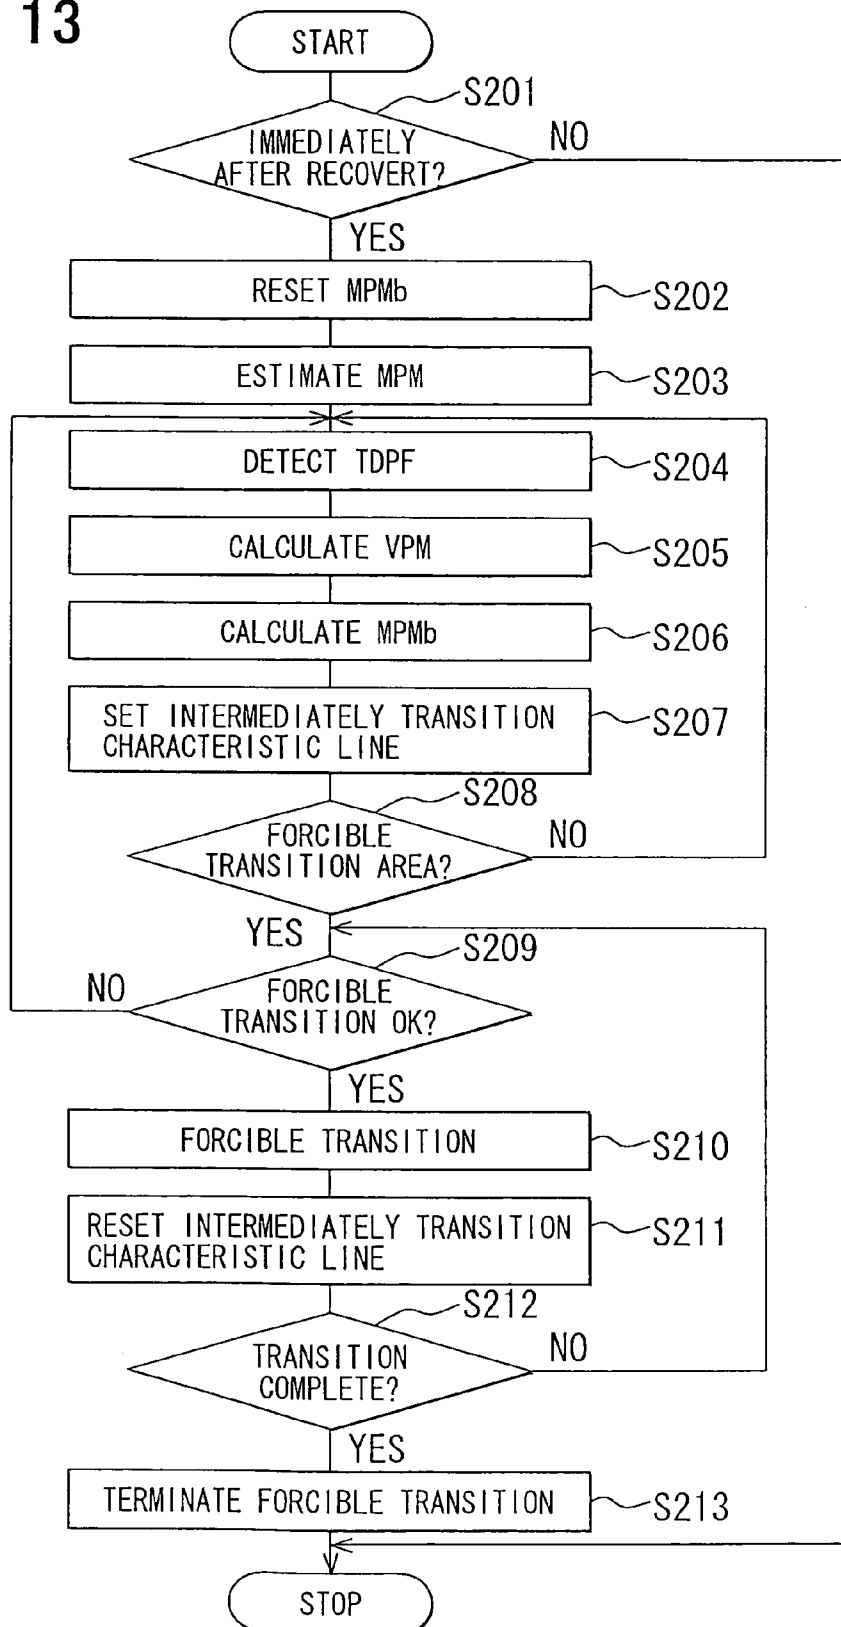 13
START
S201
IMMEDIATELY
AFTER RECOVERT?
NO
YES
RESET MPMb
S202
ESTIMATE MPM
S203
DETECT TDPF
S204
CALCULATE VPM
S205
CALCULATE MPMb
S206
SET INTERMEDIATELY TRANSITION
CHARACTERISTIC LINE
S207
S208
FORCIBLE
TRANSITION AREA?
NO
YES
S209
NO
FORCIBLE
TRANSITION OK?
YES
FORCIBLE TRANSITION
S210
RESET INTERMEDIATELY TRANSITION
CHARACTERISTIC LINE
S211
S212
TRANSITION
COMPLETE?
NO
YES
TERMINATE FORCIBLE TRANSITION
S213
STOP